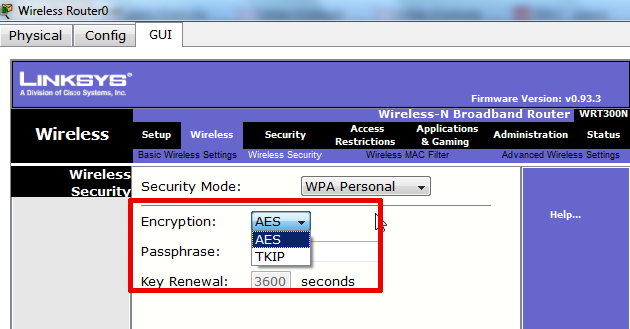 Wireless Router0
Physical Config GUI
LINKSYS®
A Division of Cisco Systems, Inc.
Firmware Version: v0.93.3
Wireless-N Broadband Router WRT300N
Wireless
Setup Wireless Security Access Restrictions Applications & Gaming Administration Status
Basic Wireless Settings Wireless Security Wireless MAC Filter Advanced Wireless Settings
Wireless Security
Security Mode: WPA Personal
Help...
Encryption: AES
AES
Passphrase:
TKIP
Key Renewal: 3600 seconds